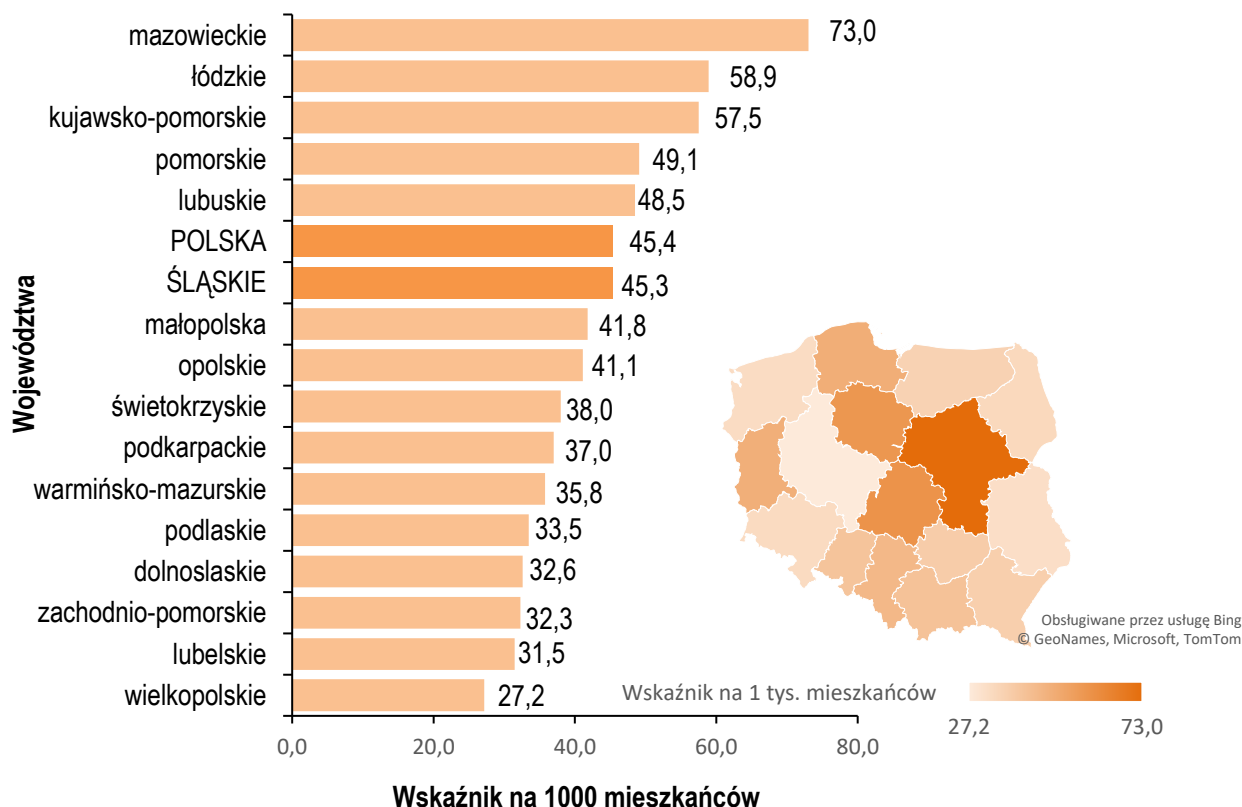 mazowieckie 73,0
łódzkie 58,9
kujawsko-pomorskie 57,5
pomorskie 49,1
lubuskie 48,5
POLSKA 45,4
ŚLĄSKIE 45,3
małopolska 41,8
opolskie 41,1
świetokrzyskie 38,0
podkarpackie 37,0
warmińsko-mazurskie 35,8
podlaskie 33,5
dolnoslaskie 32,6
zachodnio-pomorskie 32,3
lubelskie 31,5
wielkopolskie 27,2
Województwa
0,0 20,0 40,0 60,0 80,0
Wskaźnik na 1000 mieszkańców
Obsługiwane przez usługę Bing
© GeoNames, Microsoft, TomTom
Wskaźnik na 1 tys. mieszkańców
27,2 73,0